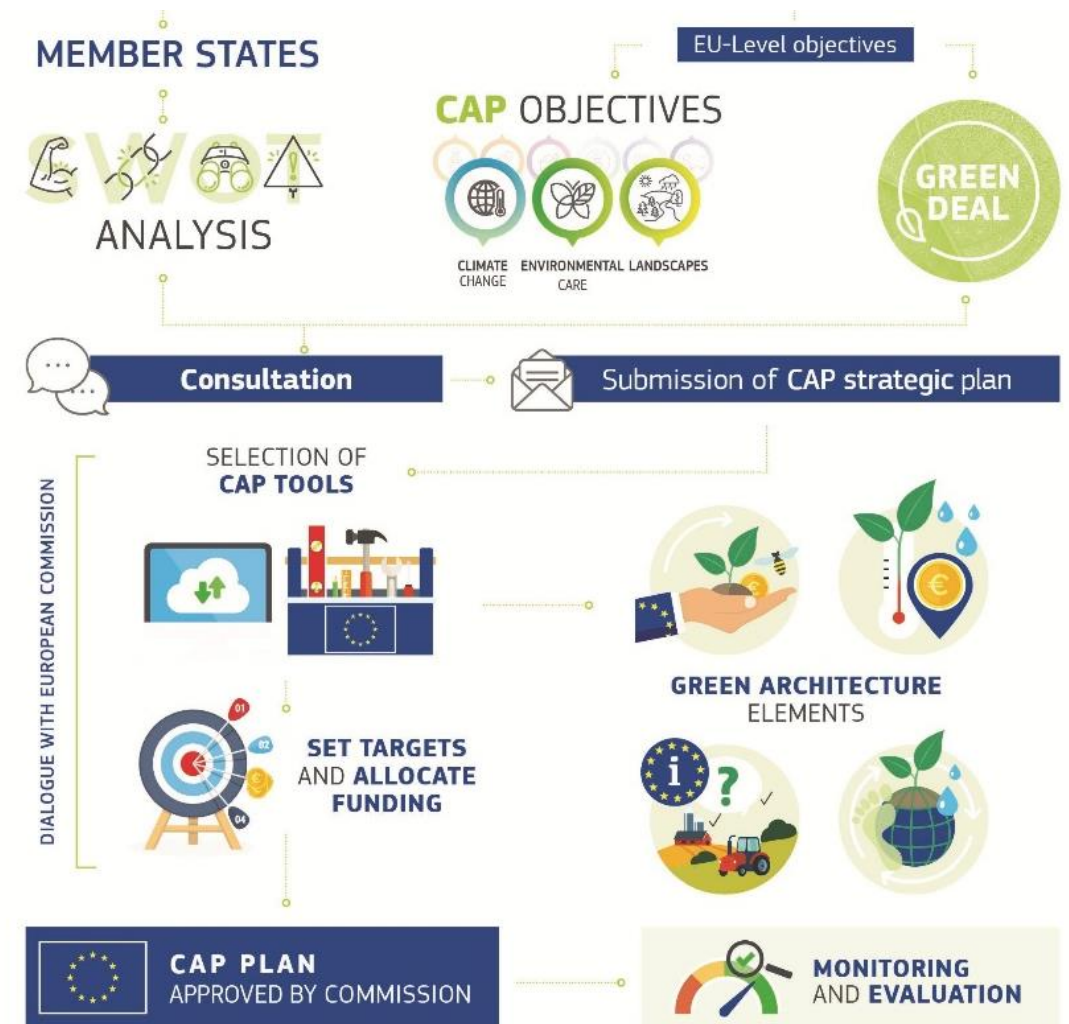 MEMBER STATES
SWOT
ANALYSIS
EU-Level objectives
CAP OBJECTIVES
CLIMATE
CHANGE
ENVIRONMENTAL
CARE
LANDSCAPES
GREEN
DEAL
Consultation
Submission of CAP strategic plan
DIALOGUE WITH EUROPEAN COMMISSION
SELECTION OF
CAP TOOLS
€
€
GREEN ARCHITECTURE
ELEMENTS
01
02
€
04
SET TARGETS
AND ALLOCATE
FUNDING
i
?
CAP PLAN
APPROVED BY COMMISSION
MONITORING
AND EVALUATION